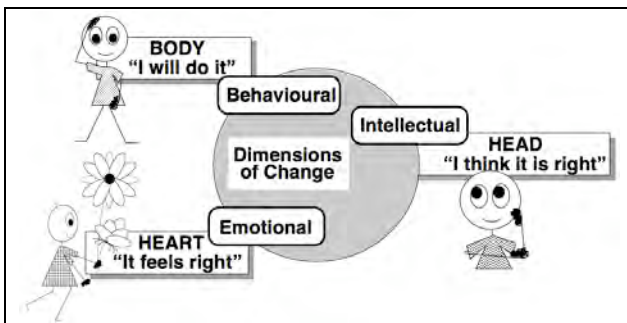 BODY
"I will do it"
Behavioural
Intellectual
HEAD
"I think it is right"
Dimensions
of Change
Emotional
HEART
"It feels right"